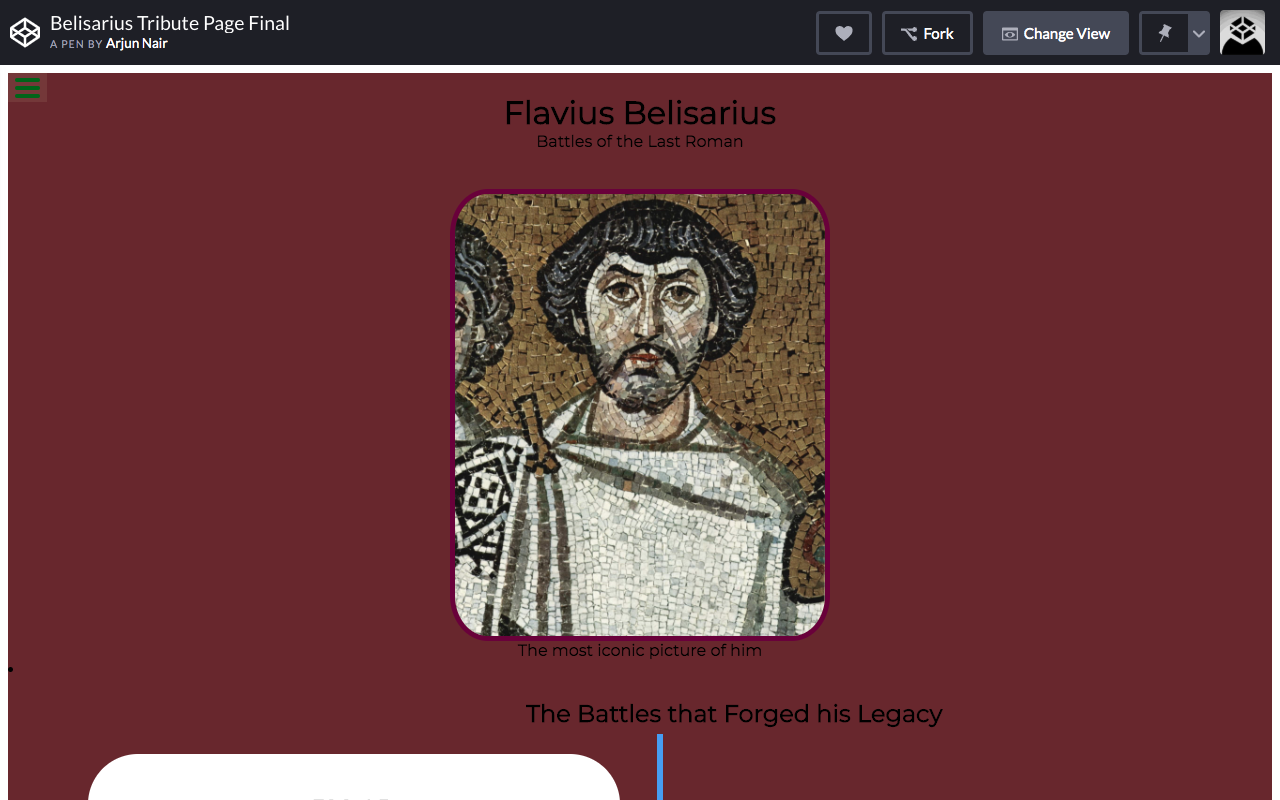 Belisarius Tribute Page Final
A PEN BY Arjun Nair
Fork
Change View
Flavius Belisarius
Battles of the Last Roman
The most iconic picture of him
The Battles that Forged his Legacy